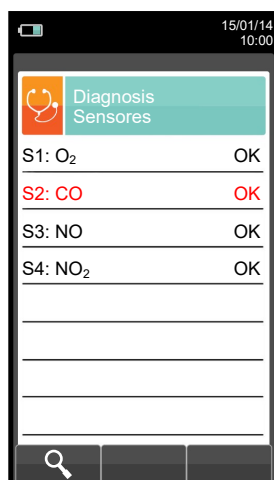 15/01/14
10:00
Diagnosis
Sensores
S1: O₂ OK
S2: CO OK
S3: NO OK
S4: NO₂ OK